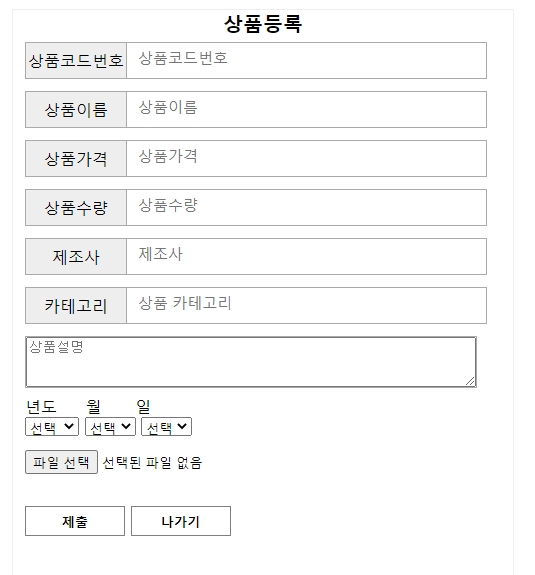 상품등록
상품코드번호 상품코드번호
상품이름 상품이름
상품가격 상품가격
상품수량 상품수량
제조사 제조사
카테고리 상품 카테고리
상품설명
년도 월 일
선택 선택 선택
파일 선택 선택된 파일 없음
제출 나가기